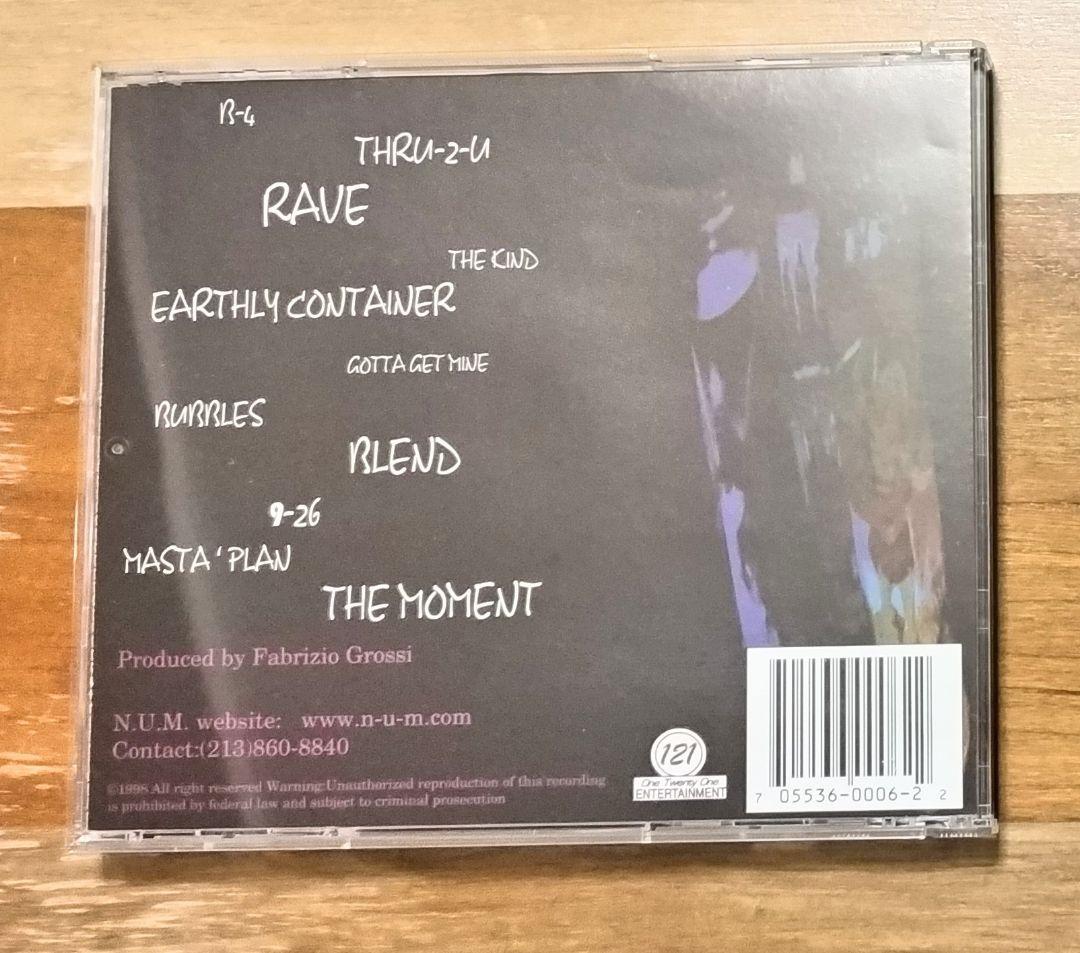 B-4
THRU-2-U
RAVE
THE KIND
EARTHLY CONTAINER
GOTTA GET MINE
BUBBLES
BLEND
9-26
MASTA' PLAN
THE MOMENT
Produced by Fabrizio Grossi
N.U.M. website: www.n-u-m.com
Contact:(213)860-8840
©1998 All right reserved Warning:Unauthorized reproduction of this recording
is prohibited by federal law and subject to criminal prosecution
121
One Twenty One
ENTERTAINMENT
7 05536-0006-2 2